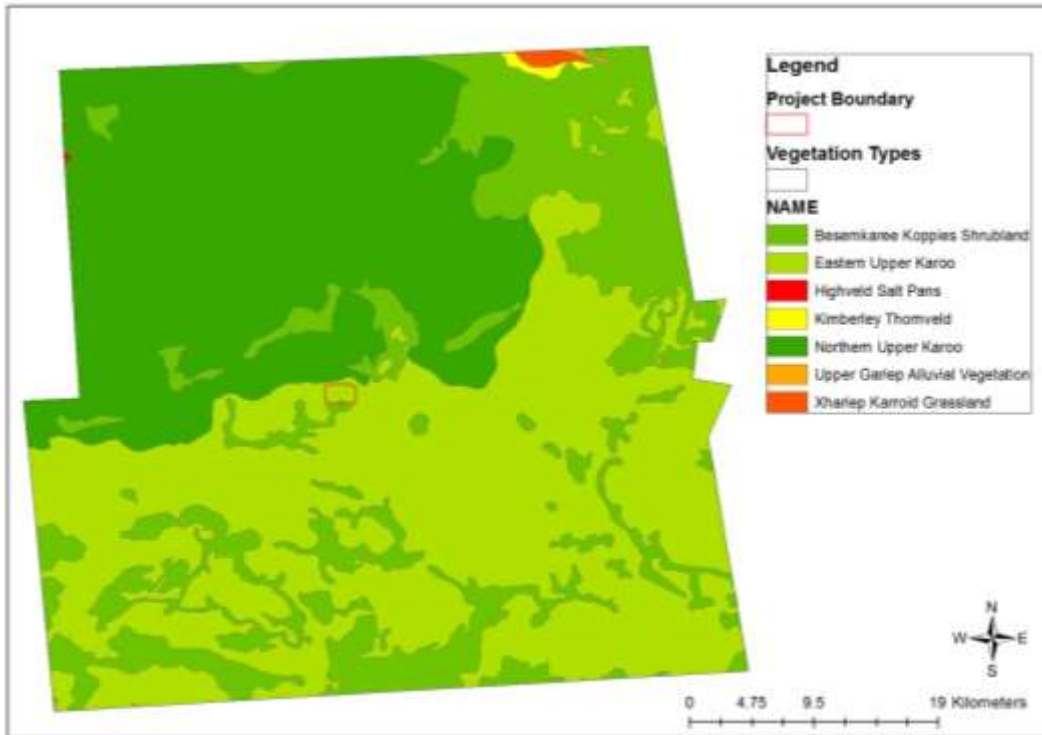 Legend
Project Boundary
Vegetation Types
NAME
Besemkaree Koppies Shrubland
Eastern Upper Karoo
Highveld Salt Pans
Kimberley Thornveld
Northern Upper Karoo
Upper Gariep Alluvial Vegetation
Xhariep Karroid Grassland
N
W E
S
0 4.75 9.5 19 Kilometers